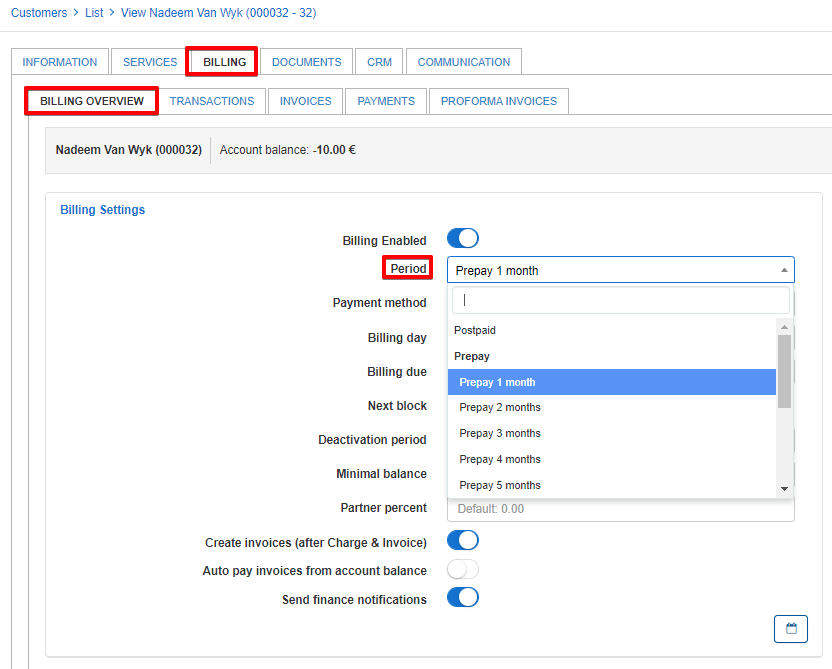 Customers > List > View Nadeem Van Wyk (000032 - 32)
INFORMATION SERVICES BILLING DOCUMENTS CRM COMMUNICATION
BILLING OVERVIEW TRANSACTIONS INVOICES PAYMENTS PROFORMA INVOICES
Nadeem Van Wyk (000032) Account balance: -10.00 €
Billing Settings
Billing Enabled
Period Prepay 1 month
Payment method
Postpaid
Billing day
Prepay
Billing due
Prepay 1 month
Next block
Prepay 2 months
Prepay 3 months
Deactivation period
Prepay 4 months
Minimal balance
Prepay 5 months
Partner percent Default: 0.00
Create invoices (after Charge & Invoice)
Auto pay invoices from account balance
Send finance notifications